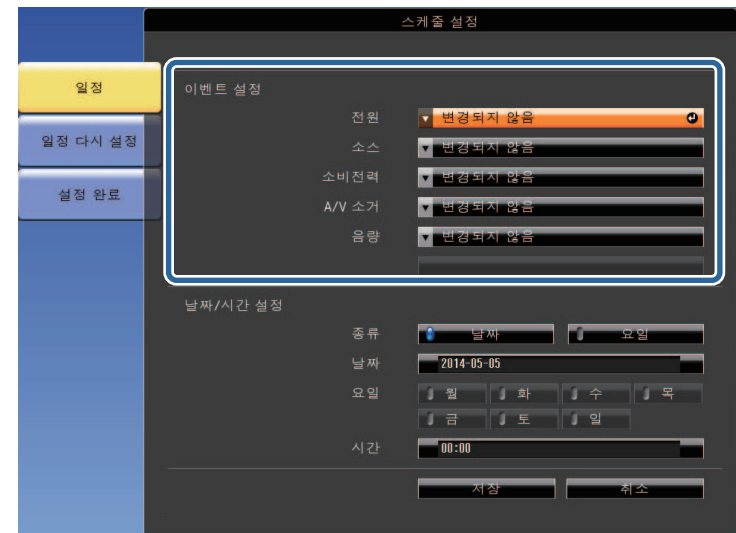 스케줄 설정
일정
일정 다시 설정
설정 완료
이벤트 설정
전원 변경되지 않음
소스 변경되지 않음
소비전력 변경되지 않음
A/V 소거 변경되지 않음
음량 변경되지 않음
날짜/시간 설정
종류 날짜 요일
날짜 2014-05-05
요일 월 화 수 목
금 토 일
시간 00:00
저장 취소